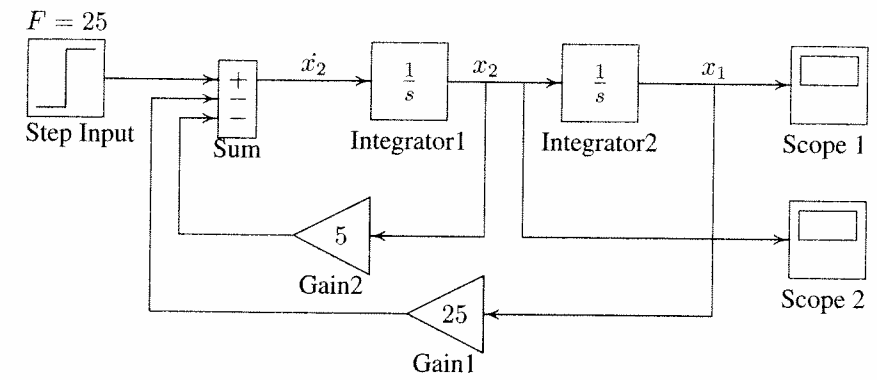 F = 25
Step Input
+
−
−
Sum
ẋ₂
1
s
Integrator1
x₂
1
s
Integrator2
x₁
Scope 1
5
Gain2
Scope 2
25
Gain1